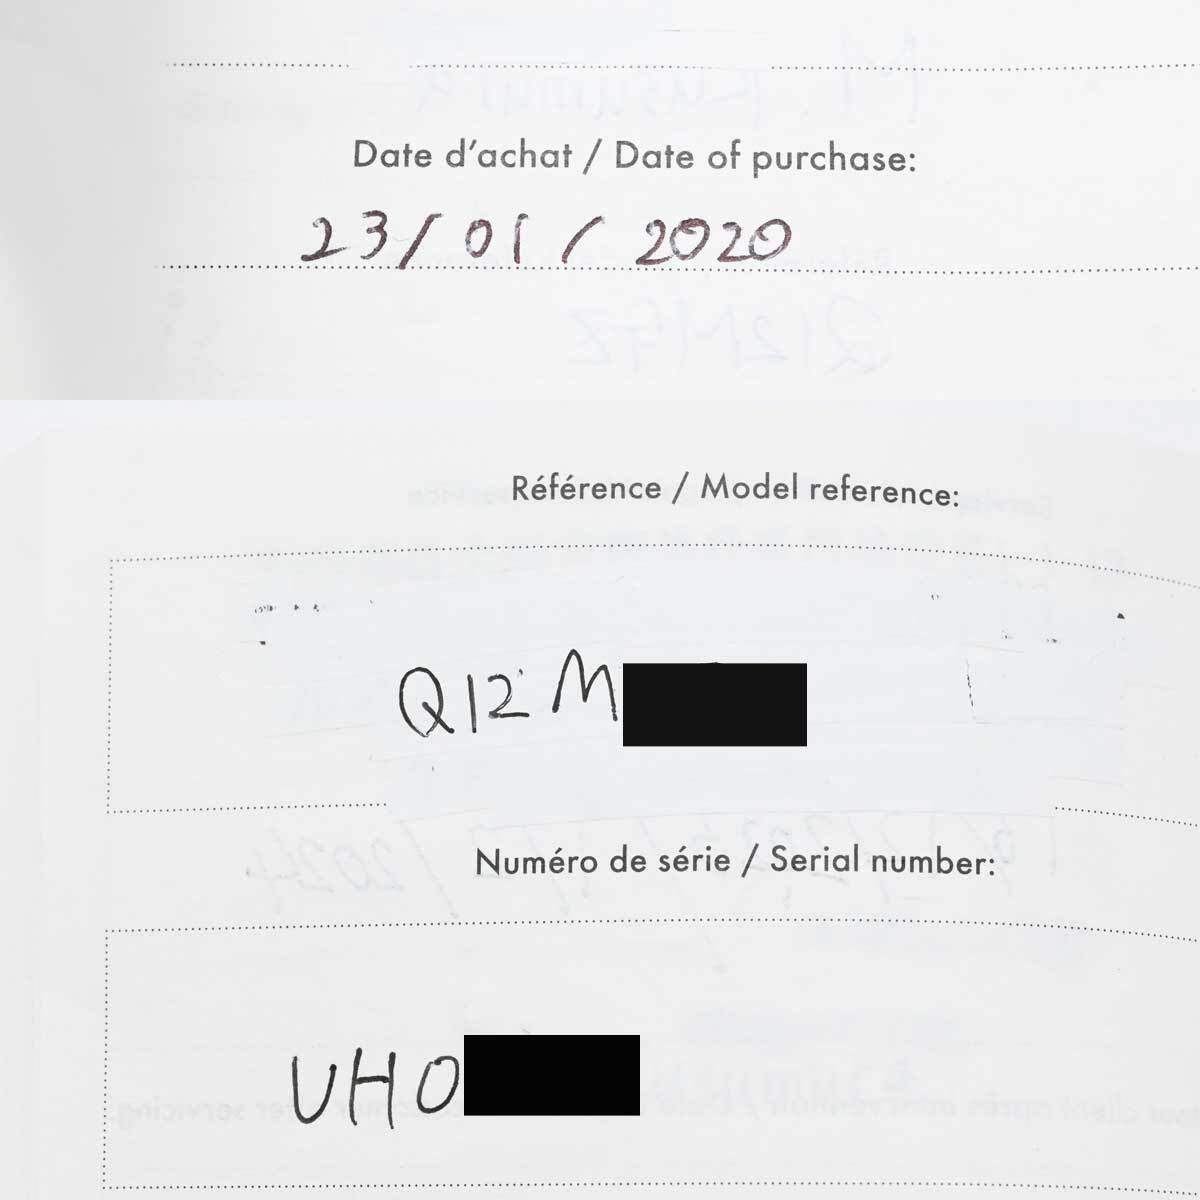 Date d'achat / Date of purchase:
23/01/2020
Référence / Model reference:
Q12M
Numéro de série / Serial number:
UHO